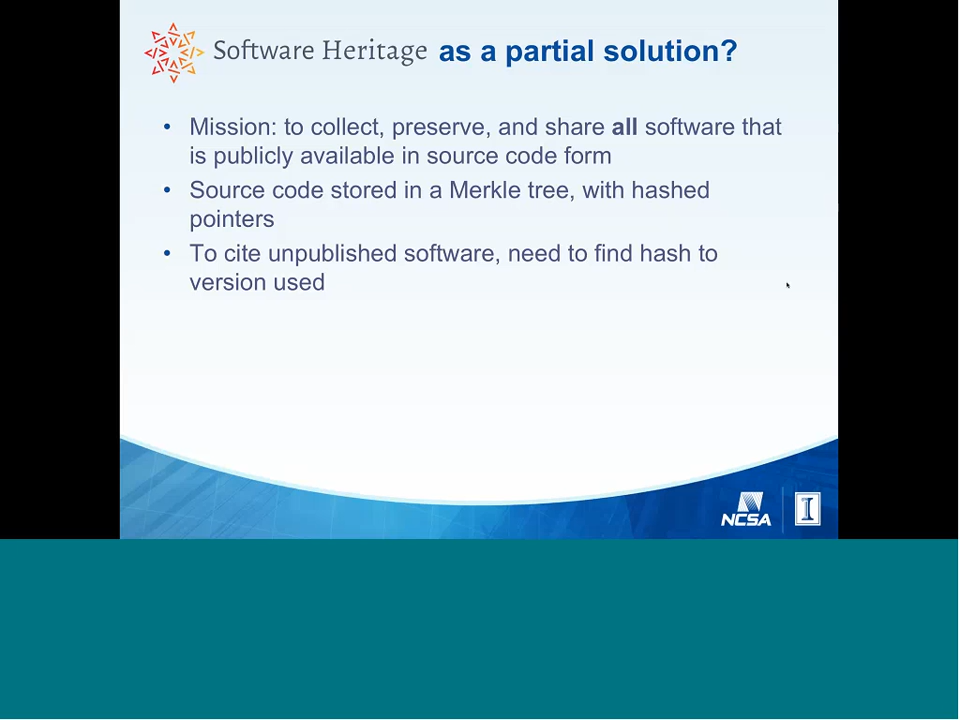 Software Heritage as a partial solution?
• Mission: to collect, preserve, and share all software that
is publicly available in source code form
• Source code stored in a Merkle tree, with hashed
pointers
• To cite unpublished software, need to find hash to
version used
NCSA
I